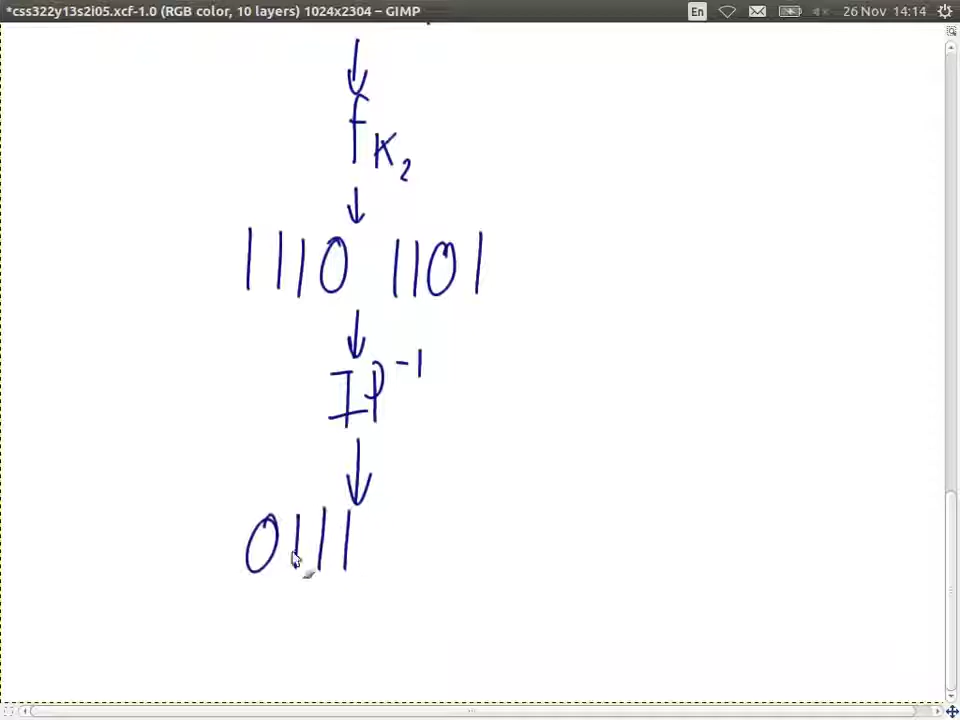 *css322y13s2i05.xcf-1.0 (RGB color, 10 layers) 1024x2304 – GIMP En 26 Nov 14:14
f K₂
1110 1101
IP⁻¹
0111